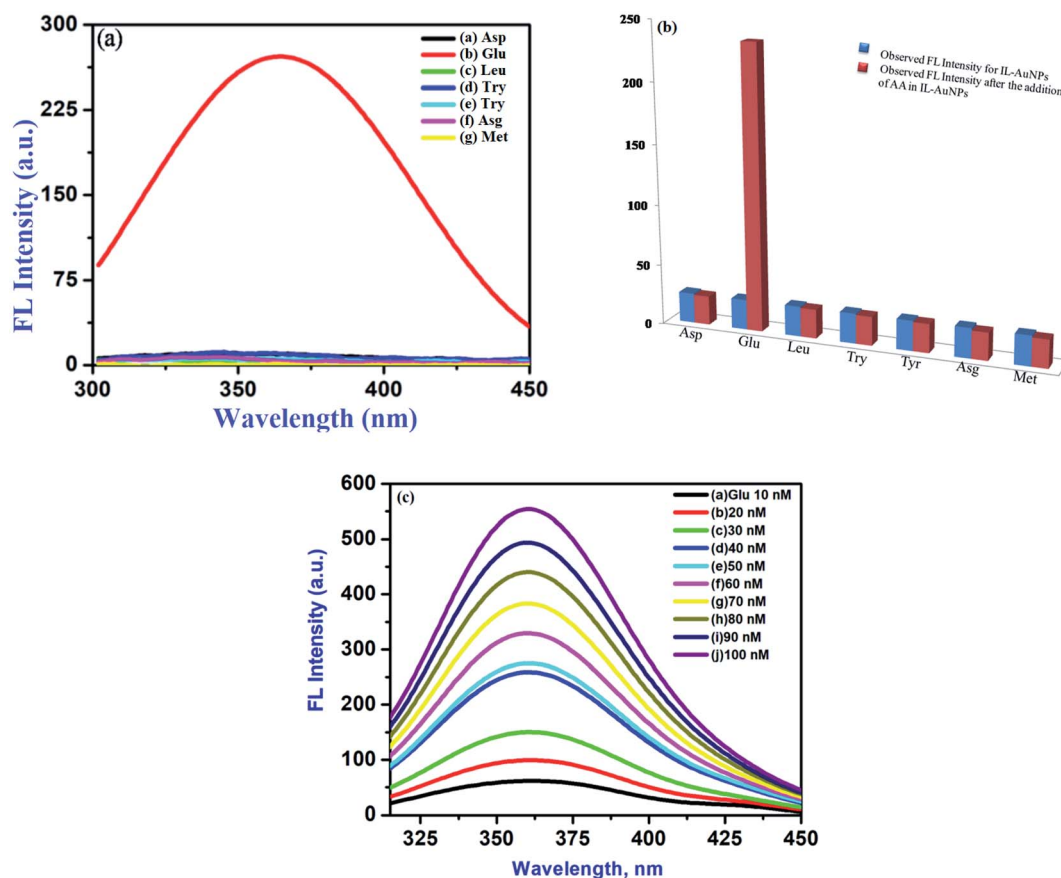 (a)
300
225
150
75
0
FL Intensity (a.u.)
300 350 400 450
Wavelength (nm)
(a) Asp
(b) Glu
(c) Leu
(d) Try
(e) Try
(f) Asg
(g) Met
(b)
250
200
150
100
50
0
Asp Glu Leu Try Tyr Asg Met
Observed FL Intensity for IL-AuNPs
Observed FL Intensity after the addition
of AA in IL-AuNPs
(c)
600
500
400
300
200
100
0
FL Intensity (a.u.)
325 350 375 400 425 450
Wavelength, nm
(a)Glu 10 nM
(b)20 nM
(c)30 nM
(d)40 nM
(e)50 nM
(f)60 nM
(g)70 nM
(h)80 nM
(i)90 nM
(j)100 nM